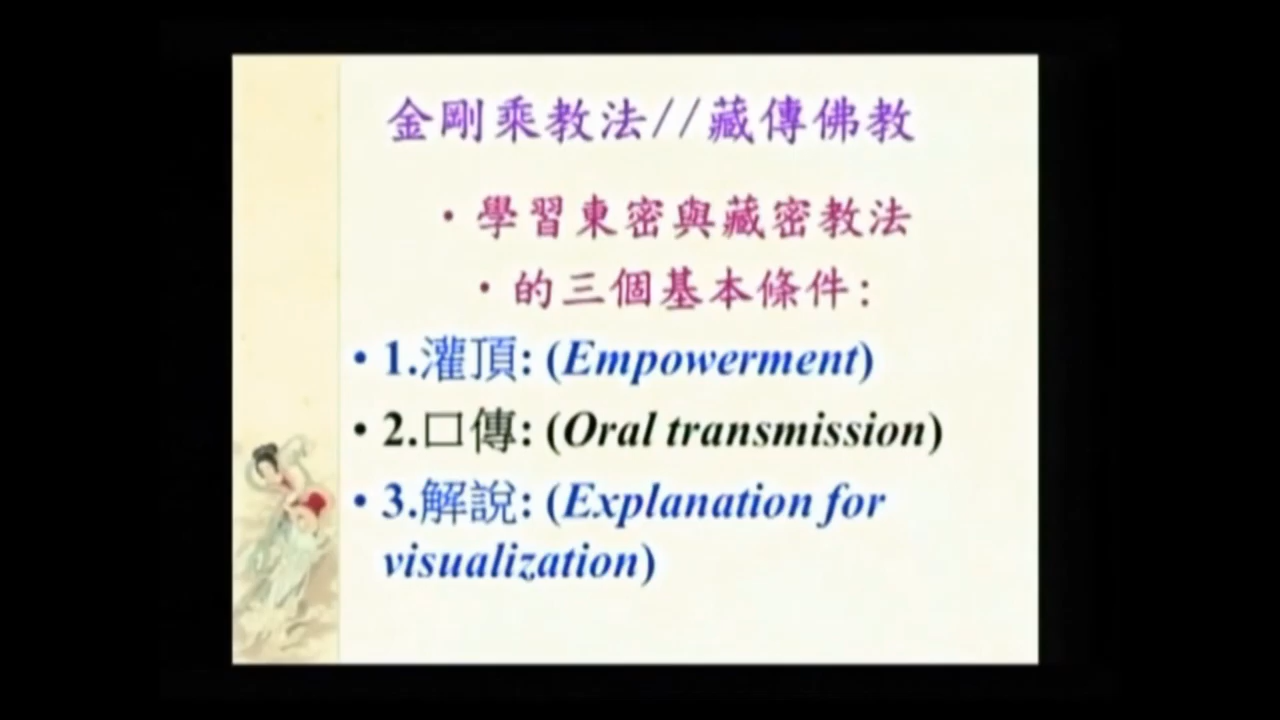 金剛乘教法//藏傳佛教
• 學習東密與藏密教法
• 的三個基本條件:
• 1.灌頂: (Empowerment)
• 2.口傳: (Oral transmission)
• 3.解說: (Explanation for
visualization)